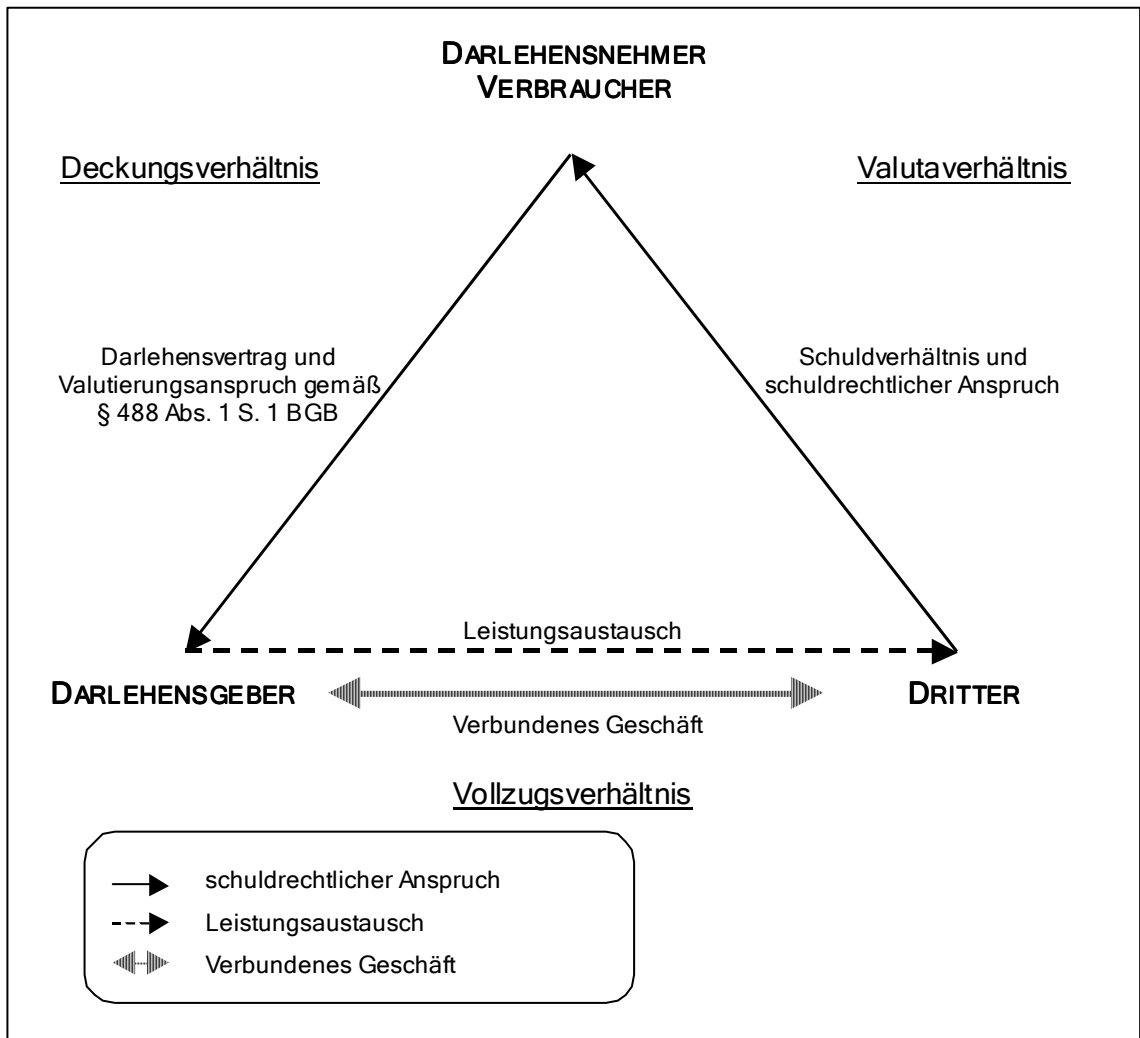 DARLEHENSNEHMER
VERBRAUCHER
Deckungsverhältnis
Valutaverhältnis
Darlehensvertrag und
Valutierungsanspruch gemäß
§ 488 Abs. 1 S. 1 BGB
Schuldverhältnis und
schuldrechtlicher Anspruch
Leistungsaustausch
DARLEHENSGEBER
DRITTER
Verbundenes Geschäft
Vollzugsverhältnis
schuldrechtlicher Anspruch
Leistungsaustausch
Verbundenes Geschäft